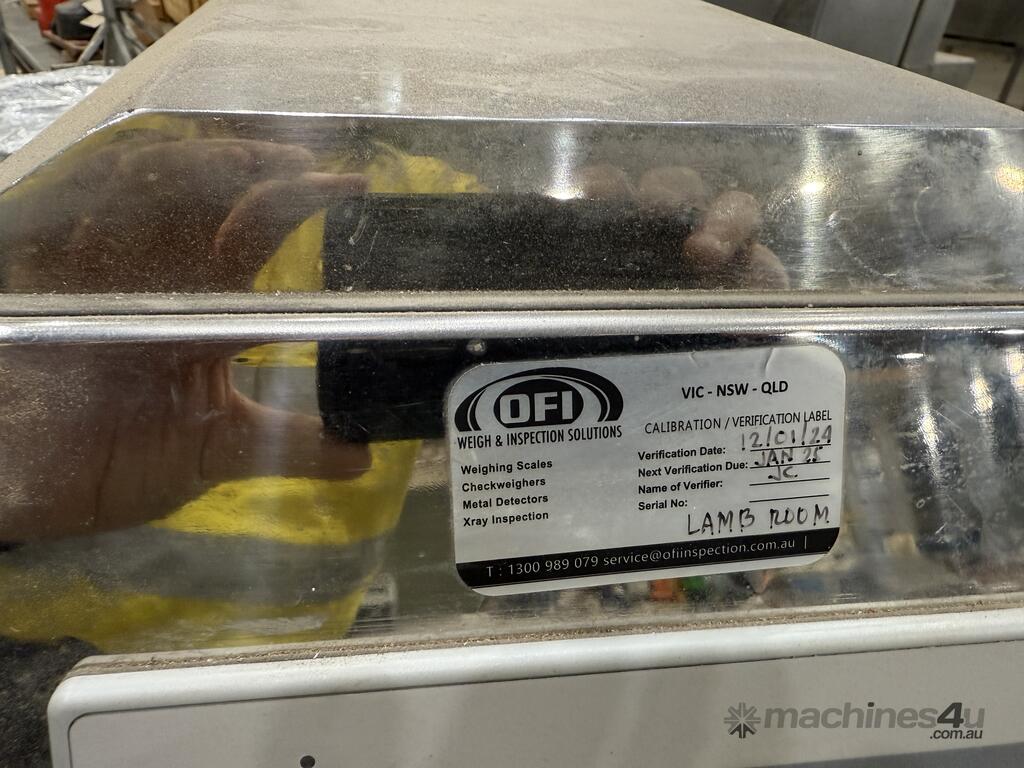 OFI
WEIGH & INSPECTION SOLUTIONS
Weighing Scales
Checkweighers
Metal Detectors
Xray Inspection
VIC - NSW - QLD
CALIBRATION / VERIFICATION LABEL
Verification Date: 12/01/24
Next Verification Due: JAN 25
Name of Verifier: JC
Serial No:
LAMB ROOM
T : 1300 989 079 service@ofiinspection.com.au |
machines4u
.com.au